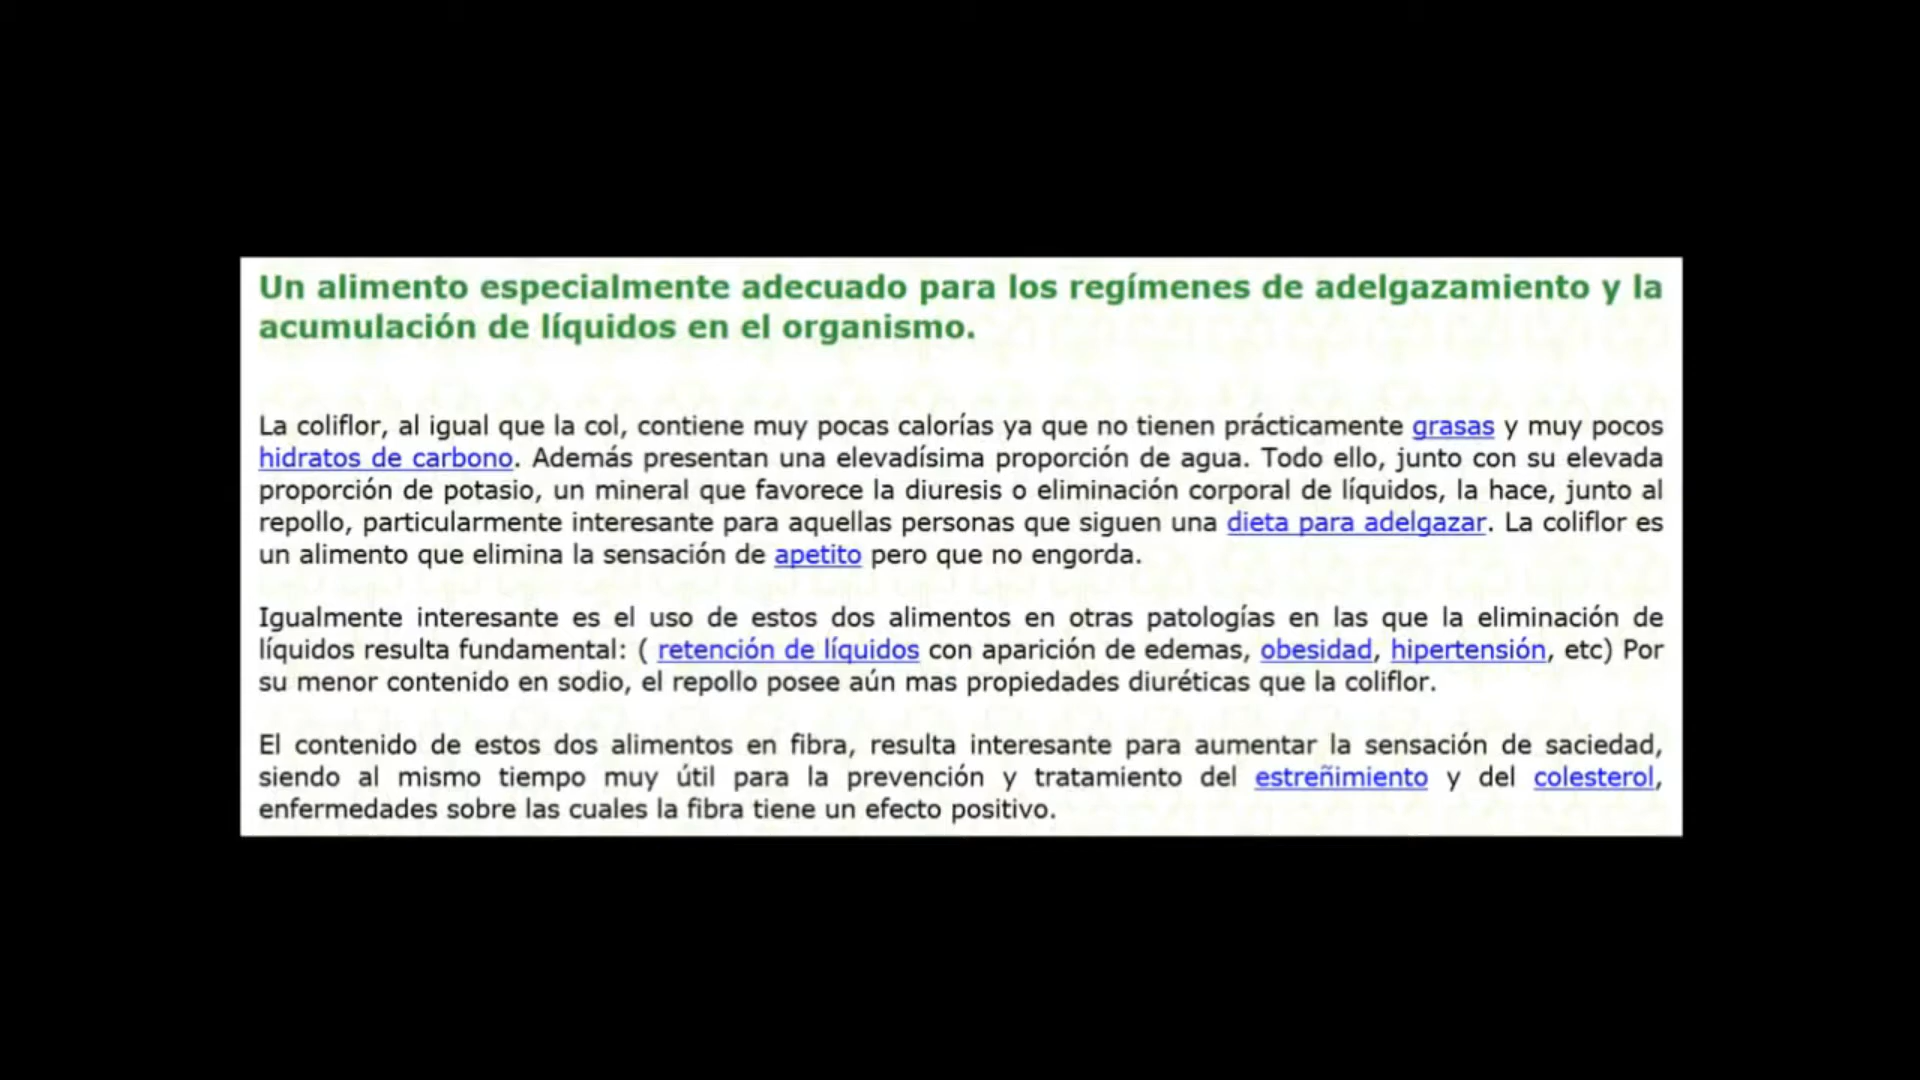 Un alimento especialmente adecuado para los regímenes de adelgazamiento y la
acumulación de líquidos en el organismo.
La coliflor, al igual que la col, contiene muy pocas calorías ya que no tienen prácticamente grasas y muy pocos
hidratos de carbono. Además presentan una elevadísima proporción de agua. Todo ello, junto con su elevada
proporción de potasio, un mineral que favorece la diuresis o eliminación corporal de líquidos, la hace, junto al
repollo, particularmente interesante para aquellas personas que siguen una dieta para adelgazar. La coliflor es
un alimento que elimina la sensación de apetito pero que no engorda.
Igualmente interesante es el uso de estos dos alimentos en otras patologías en las que la eliminación de
líquidos resulta fundamental: ( retención de líquidos con aparición de edemas, obesidad, hipertensión, etc) Por
su menor contenido en sodio, el repollo posee aún mas propiedades diuréticas que la coliflor.
El contenido de estos dos alimentos en fibra, resulta interesante para aumentar la sensación de saciedad,
siendo al mismo tiempo muy útil para la prevención y tratamiento del estreñimiento y del colesterol,
enfermedades sobre las cuales la fibra tiene un efecto positivo.